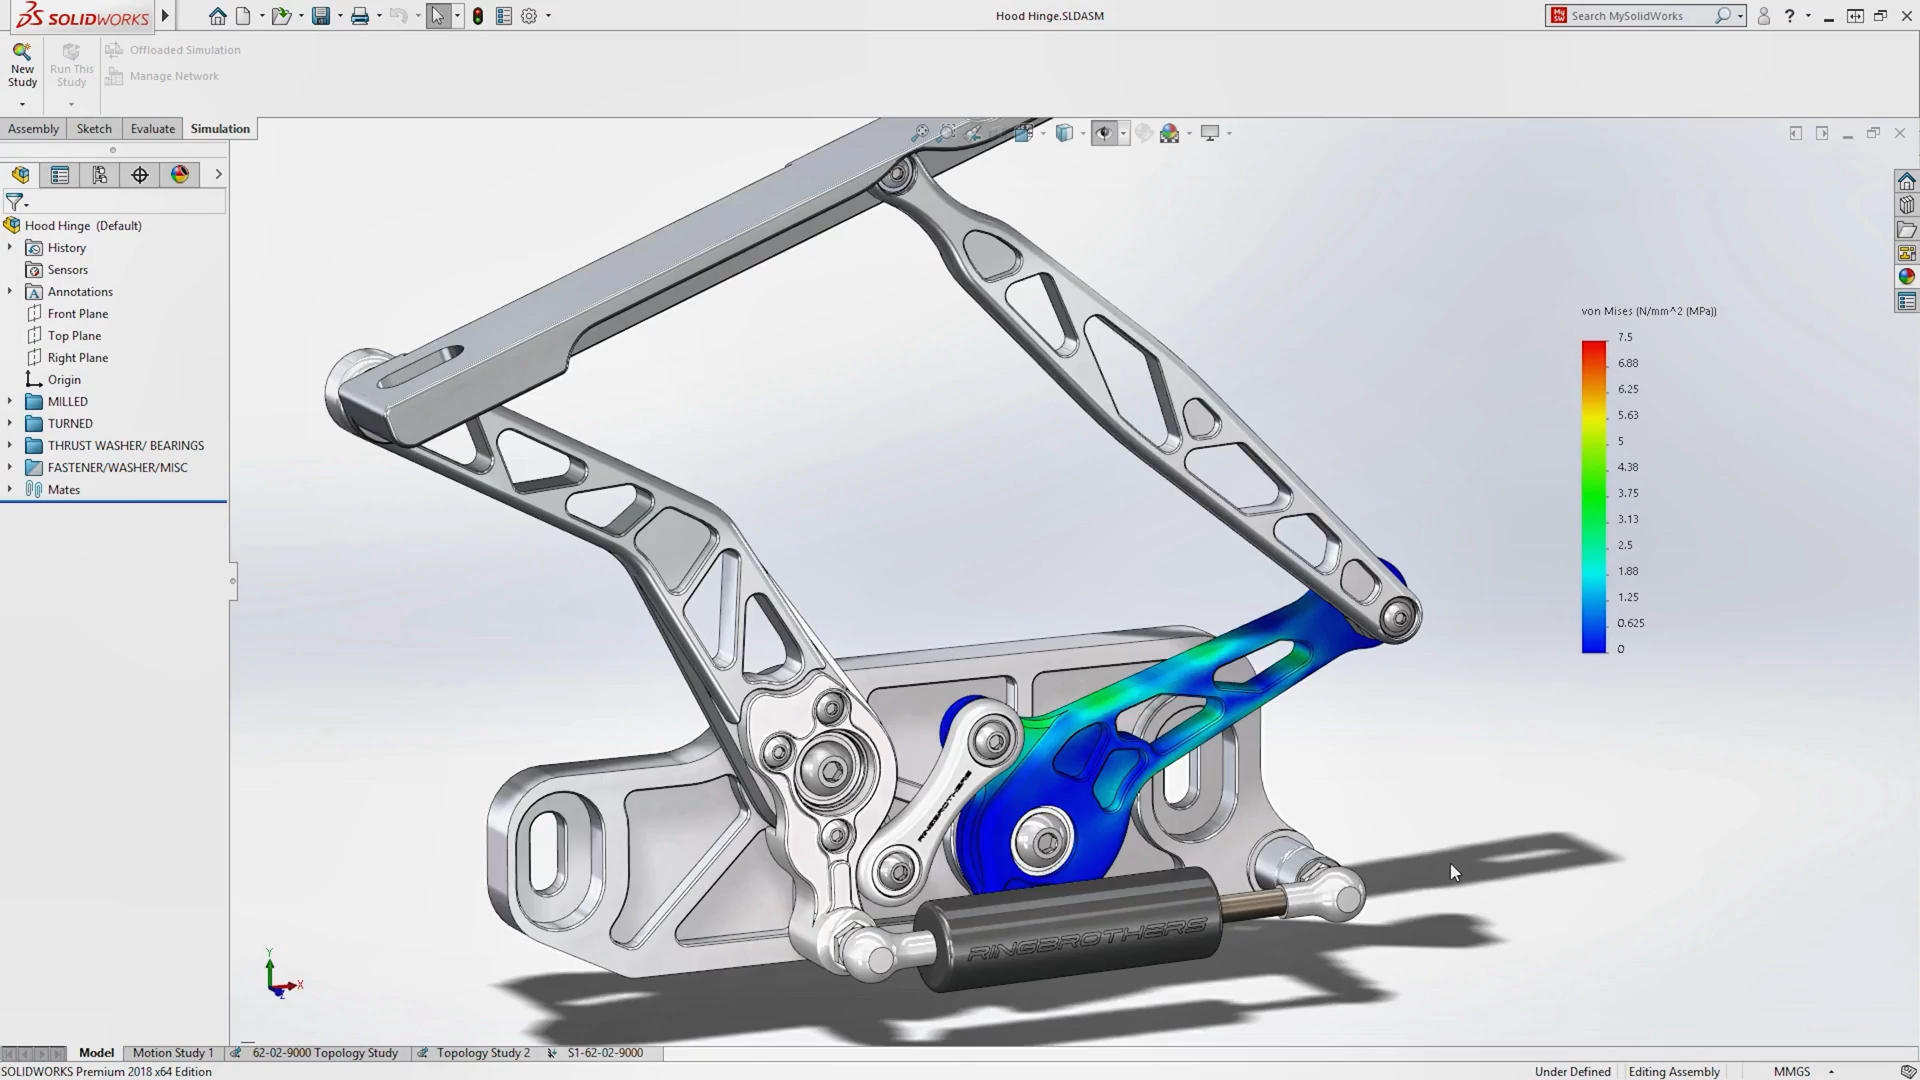 SOLIDWORKS
Hood Hinge.SLDASM
Search MySolidWorks
New Study
Run This Study
Offloaded Simulation
Manage Network
Assembly
Sketch
Evaluate
Simulation
Hood Hinge (Default)
History
Sensors
Annotations
Front Plane
Top Plane
Right Plane
Origin
MILLED
TURNED
THRUST WASHER/ BEARINGS
FASTENER/WASHER/MISC
Mates
von Mises (N/mm^2 (MPa))
7.5
6.88
6.25
5.63
5
4.38
3.75
3.13
2.5
1.88
1.25
0.625
0
RINGBROTHERS
RINGBROTHERS
Y
X
Z
Model
Motion Study 1
62-02-9000 Topology Study
Topology Study 2
S1-62-02-9000
SOLIDWORKS Premium 2018 x64 Edition
Under Defined
Editing Assembly
MMGS